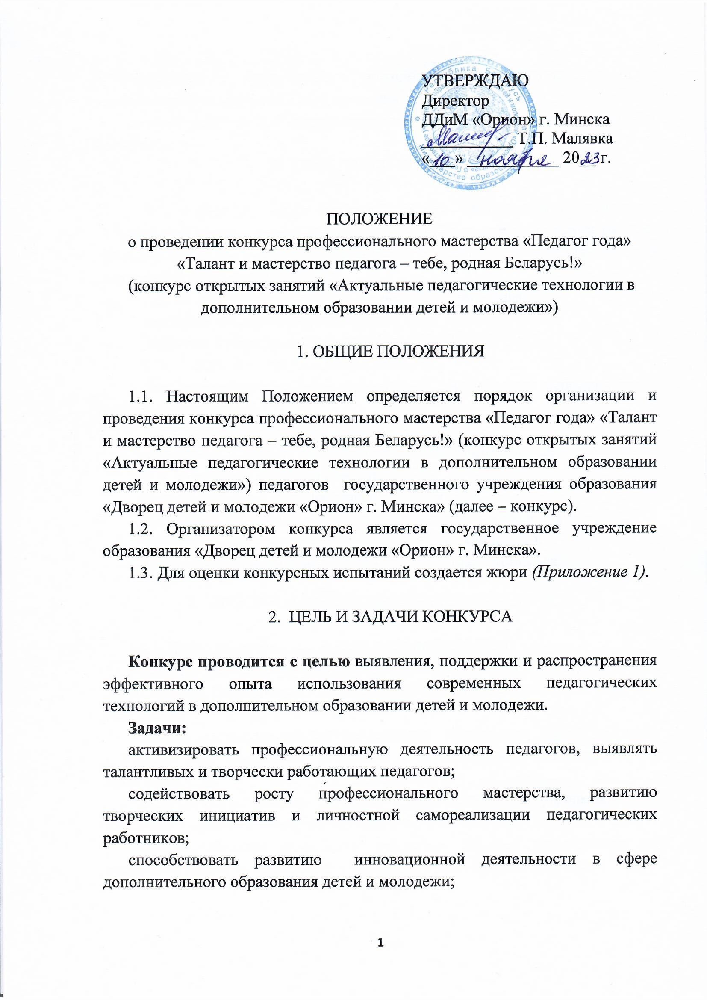 УТВЕРЖДАЮ
Директор
ДДиМ «Орион» г. Минска
Т.П. Малявка
«10» ноября 2023 г.
ПОЛОЖЕНИЕ
о проведении конкурса профессионального мастерства «Педагог года»
«Талант и мастерство педагога – тебе, родная Беларусь!»
(конкурс открытых занятий «Актуальные педагогические технологии в
дополнительном образовании детей и молодежи»)
1. ОБЩИЕ ПОЛОЖЕНИЯ
1.1. Настоящим Положением определяется порядок организации и
проведения конкурса профессионального мастерства «Педагог года» «Талант
и мастерство педагога – тебе, родная Беларусь!» (конкурс открытых занятий
«Актуальные педагогические технологии в дополнительном образовании
детей и молодежи») педагогов государственного учреждения образования
«Дворец детей и молодежи «Орион» г. Минска» (далее – конкурс).
1.2. Организатором конкурса является государственное учреждение
образования «Дворец детей и молодежи «Орион» г. Минска».
1.3. Для оценки конкурсных испытаний создается жюри (Приложение 1).
2. ЦЕЛЬ И ЗАДАЧИ КОНКУРСА
Конкурс проводится с целью выявления, поддержки и распространения
эффективного опыта использования современных педагогических
технологий в дополнительном образовании детей и молодежи.
Задачи:
активизировать профессиональную деятельность педагогов, выявлять
талантливых и творчески работающих педагогов;
содействовать росту профессионального мастерства, развитию
творческих инициатив и личностной самореализации педагогических
работников;
способствовать развитию инновационной деятельности в сфере
дополнительного образования детей и молодежи;
1